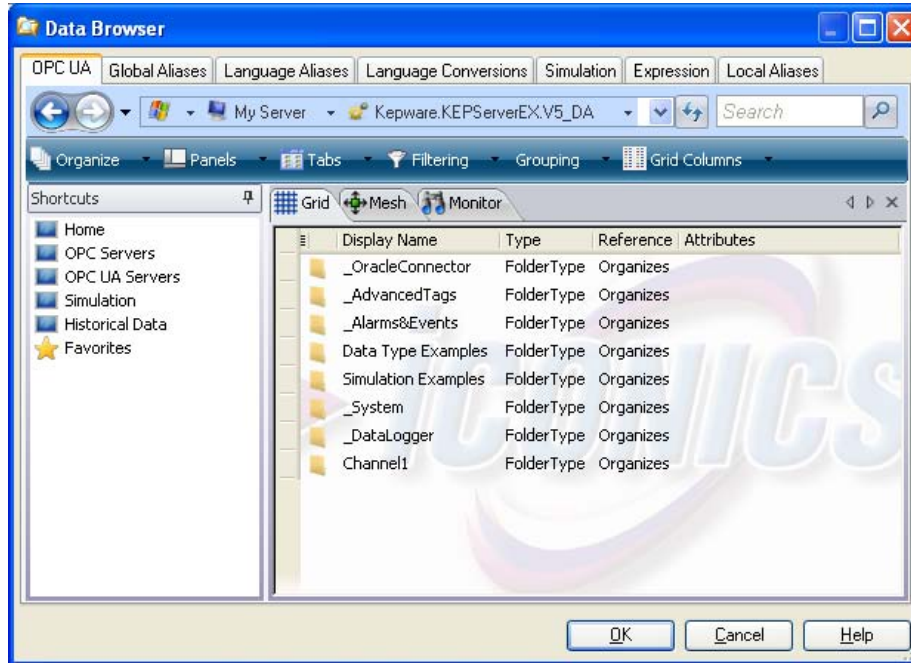 Data Browser
OPC UA Global Aliases Language Aliases Language Conversions Simulation Expression Local Aliases
My Server Kepware.KEPServerEX.V5_DA Search
Organize Panels Tabs Filtering Grouping Grid Columns
Shortcuts
Home
OPC Servers
OPC UA Servers
Simulation
Historical Data
Favorites
Grid Mesh Monitor
Display Name Type Reference Attributes
_OracleConnector FolderType Organizes
_AdvancedTags FolderType Organizes
_Alarms&Events FolderType Organizes
Data Type Examples FolderType Organizes
Simulation Examples FolderType Organizes
_System FolderType Organizes
_DataLogger FolderType Organizes
Channel1 FolderType Organizes
ICONICS
OK Cancel Help